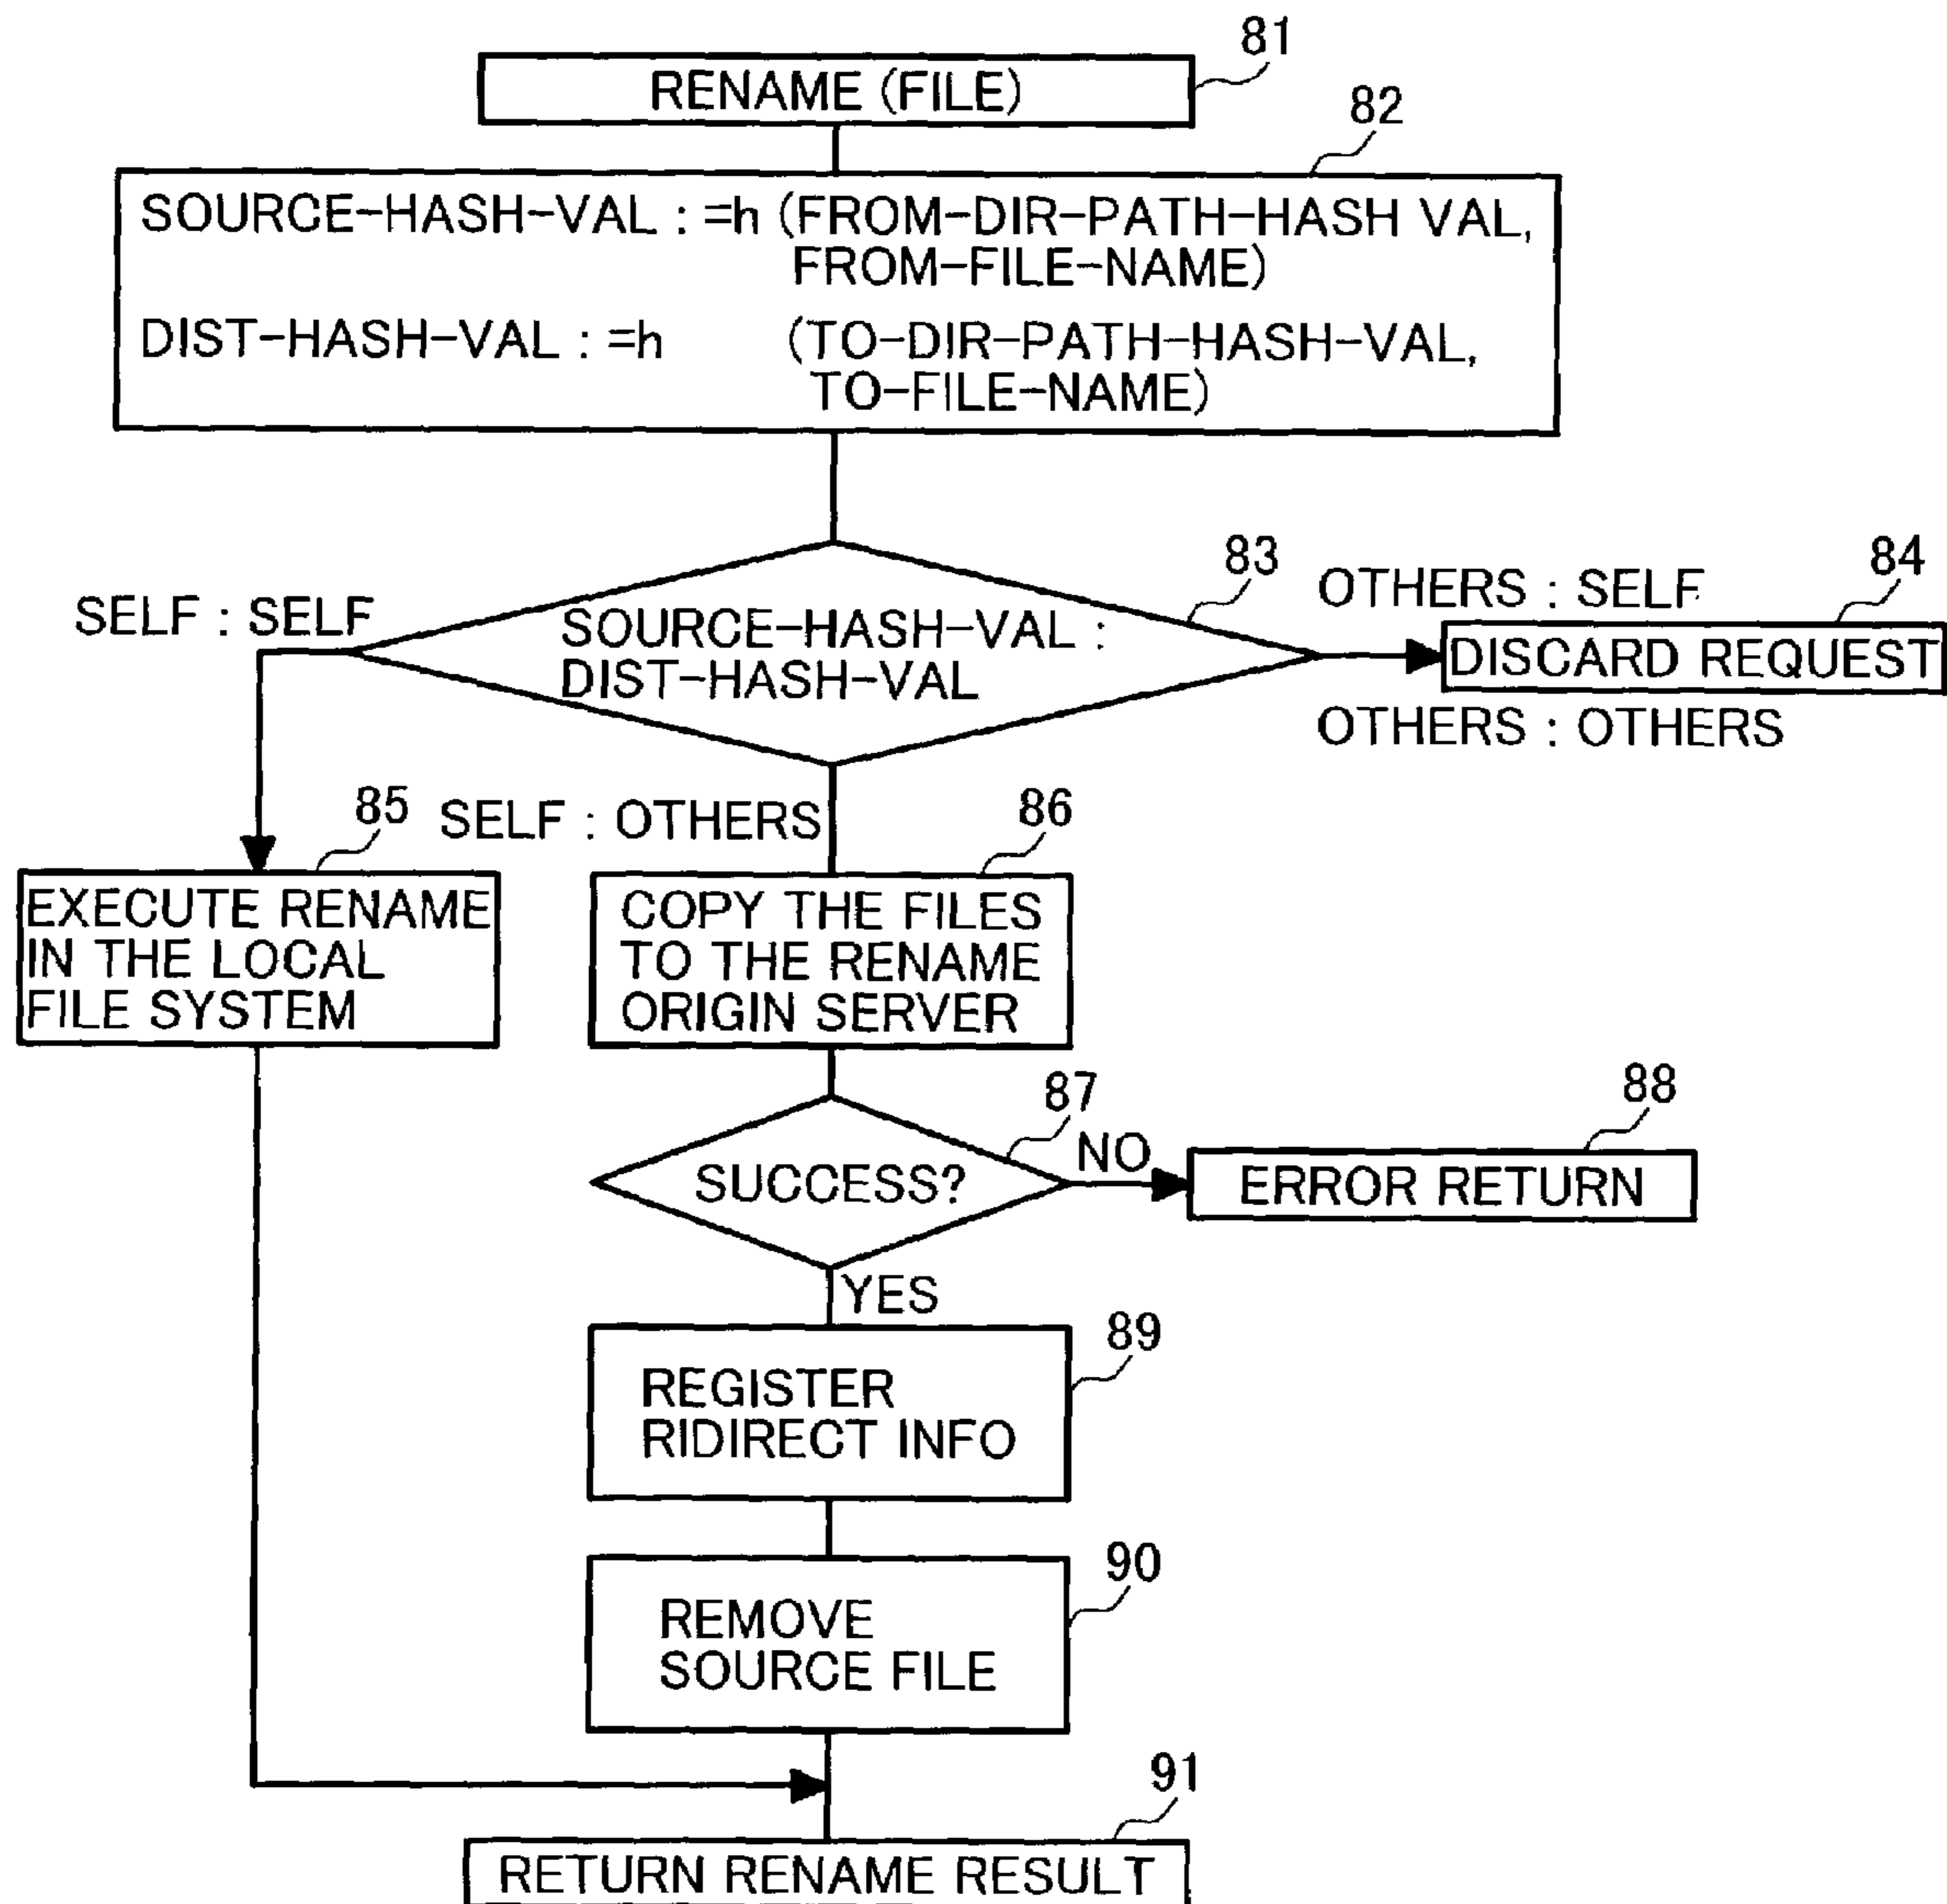 81
RENAME (FILE)
82
SOURCE-HASH-VAL : =h (FROM-DIR-PATH-HASH VAL,
FROM-FILE-NAME)
DIST-HASH-VAL : =h (TO-DIR-PATH-HASH-VAL,
TO-FILE-NAME)
83
SOURCE-HASH-VAL :
DIST-HASH-VAL
SELF : SELF
OTHERS : SELF
84
DISCARD REQUEST
OTHERS : OTHERS
85
SELF : OTHERS
86
EXECUTE RENAME
IN THE LOCAL
FILE SYSTEM
COPY THE FILES
TO THE RENAME
ORIGIN SERVER
87
SUCCESS?
NO
88
ERROR RETURN
YES
89
REGISTER
RIDIRECT INFO
90
REMOVE
SOURCE FILE
91
RETURN RENAME RESULT